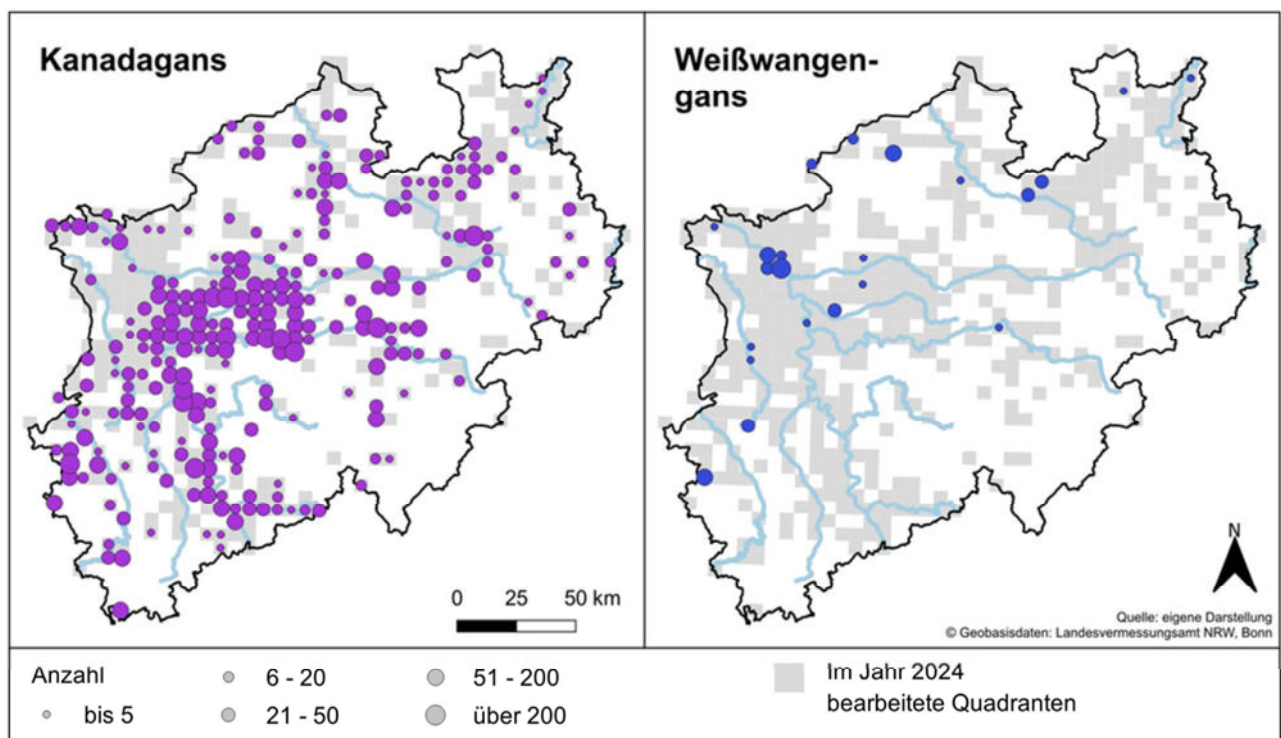 Kanadagans
Weißwangen-
gans
0 25 50 km
N
Quelle: eigene Darstellung
© Geobasisdaten: Landesvermessungsamt NRW, Bonn
Anzahl
bis 5
6 - 20
21 - 50
51 - 200
über 200
Im Jahr 2024
bearbeitete Quadranten